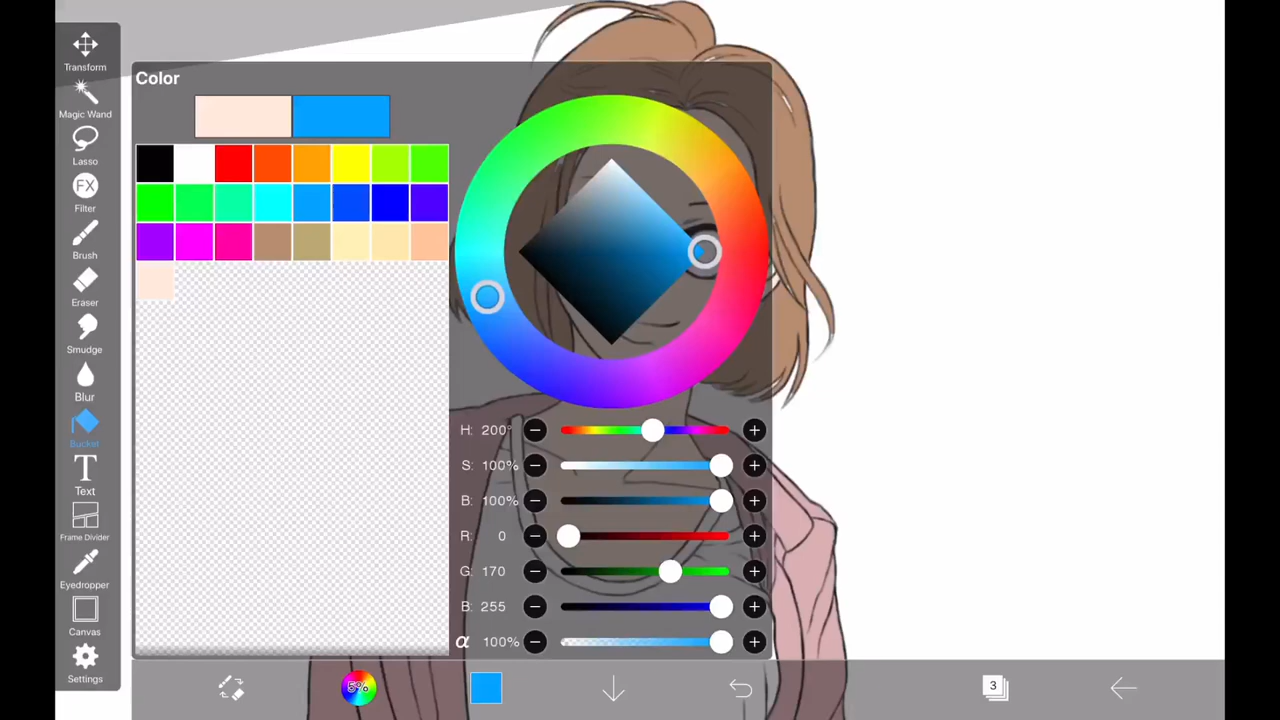 Transform
Magic Wand
Lasso
FX
Filter
Brush
Eraser
Smudge
Blur
Bucket
T
Text
Frame Divider
Eyedropper
Canvas
Settings
Color
H: 200°
S: 100%
B: 100%
R: 0
G: 170
B: 255
α 100%
5%
3